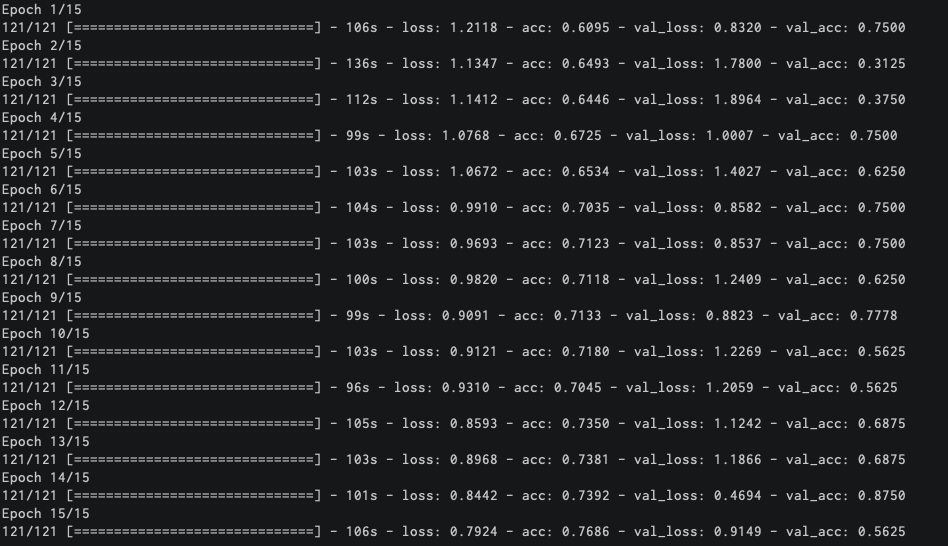 Epoch 1/15
121/121 [==============================] - 106s - loss: 1.2118 - acc: 0.6095 - val_loss: 0.8320 - val_acc: 0.7500
Epoch 2/15
121/121 [==============================] - 136s - loss: 1.1347 - acc: 0.6493 - val_loss: 1.7800 - val_acc: 0.3125
Epoch 3/15
121/121 [==============================] - 112s - loss: 1.1412 - acc: 0.6446 - val_loss: 1.8964 - val_acc: 0.3750
Epoch 4/15
121/121 [==============================] - 99s - loss: 1.0768 - acc: 0.6725 - val_loss: 1.0007 - val_acc: 0.7500
Epoch 5/15
121/121 [==============================] - 103s - loss: 1.0672 - acc: 0.6534 - val_loss: 1.4027 - val_acc: 0.6250
Epoch 6/15
121/121 [==============================] - 104s - loss: 0.9910 - acc: 0.7035 - val_loss: 0.8582 - val_acc: 0.7500
Epoch 7/15
121/121 [==============================] - 103s - loss: 0.9693 - acc: 0.7123 - val_loss: 0.8537 - val_acc: 0.7500
Epoch 8/15
121/121 [==============================] - 100s - loss: 0.9820 - acc: 0.7118 - val_loss: 1.2409 - val_acc: 0.6250
Epoch 9/15
121/121 [==============================] - 99s - loss: 0.9091 - acc: 0.7133 - val_loss: 0.8823 - val_acc: 0.7778
Epoch 10/15
121/121 [==============================] - 103s - loss: 0.9121 - acc: 0.7180 - val_loss: 1.2269 - val_acc: 0.5625
Epoch 11/15
121/121 [==============================] - 96s - loss: 0.9310 - acc: 0.7045 - val_loss: 1.2059 - val_acc: 0.5625
Epoch 12/15
121/121 [==============================] - 105s - loss: 0.8593 - acc: 0.7350 - val_loss: 1.1242 - val_acc: 0.6875
Epoch 13/15
121/121 [==============================] - 103s - loss: 0.8968 - acc: 0.7381 - val_loss: 1.1866 - val_acc: 0.6875
Epoch 14/15
121/121 [==============================] - 101s - loss: 0.8442 - acc: 0.7392 - val_loss: 0.4694 - val_acc: 0.8750
Epoch 15/15
121/121 [==============================] - 106s - loss: 0.7924 - acc: 0.7686 - val_loss: 0.9149 - val_acc: 0.5625